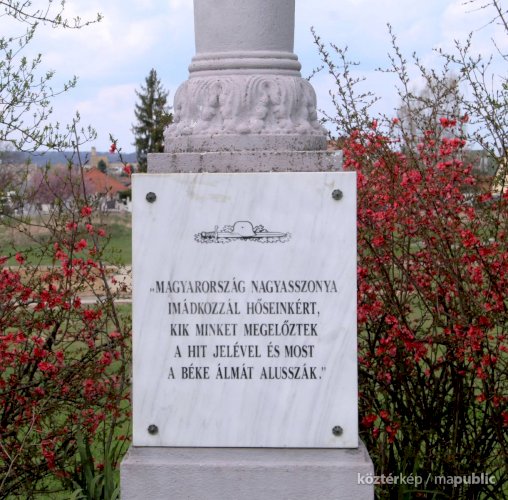 „MAGYARORSZÁG NAGYASSZONYA
IMÁDKOZZÁL HŐSEINKÉRT,
KIK MINKET MEGELŐZTEK
A HIT JELÉVEL ÉS MOST
A BÉKE ÁLMÁT ALUSSZÁK.”
köztérkép / mapublic